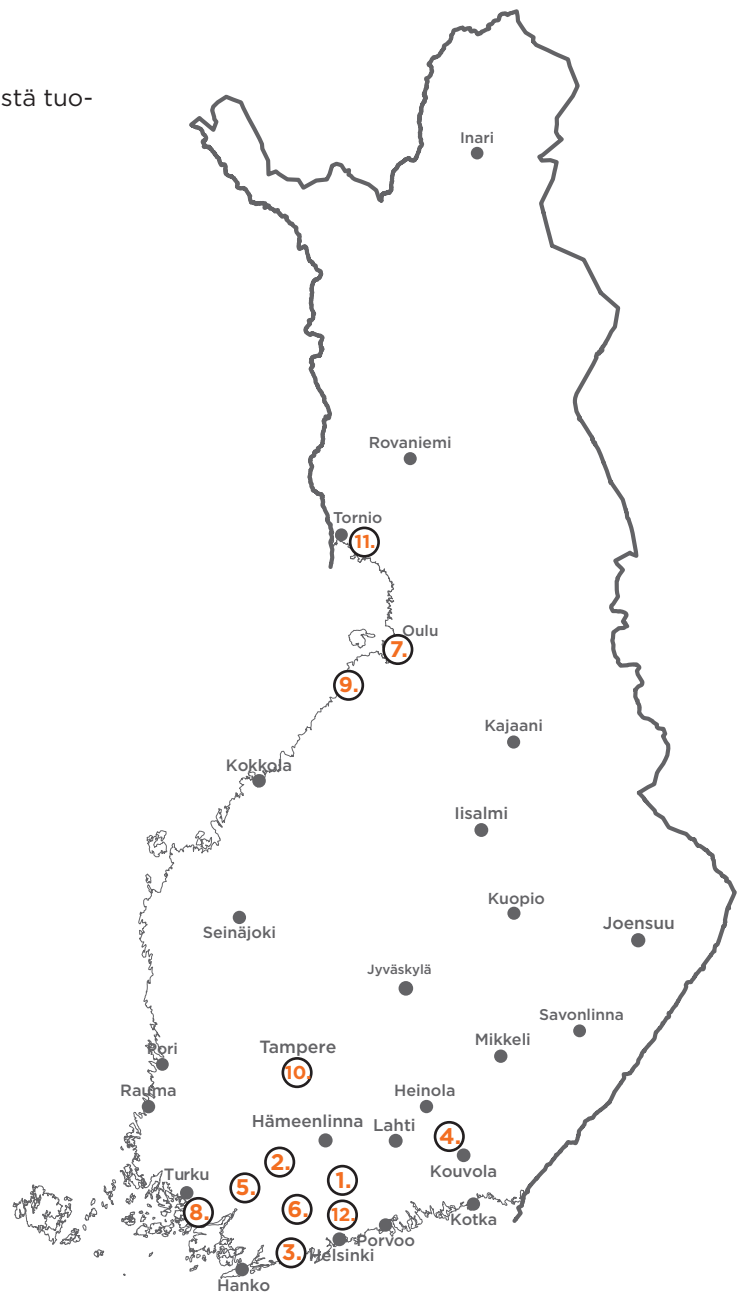 stä tuo-
Inari
Rovaniemi
Tornio
11.
Oulu
7.
9.
Kajaani
Kokkola
Iisalmi
Kuopio
Seinäjoki
Joensuu
Jyväskylä
Savonlinna
Mikkeli
Tampere
10.
Pori
Rauma
Heinola
Hämeenlinna
Lahti
4.
Kouvola
2.
1.
Turku
5.
8.
6.
12.
Kotka
Porvoo
3.
Helsinki
Hanko